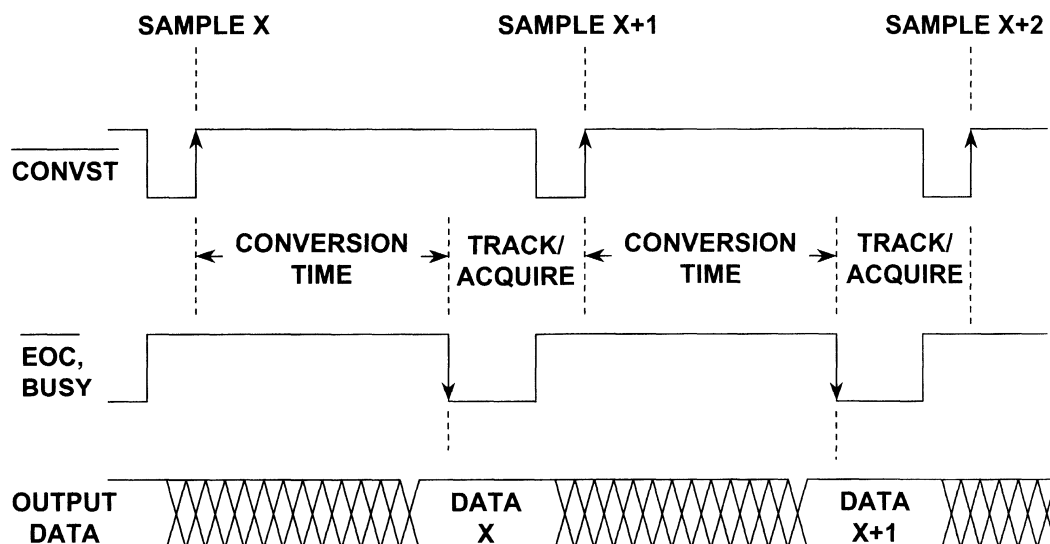 SAMPLE X
SAMPLE X+1
SAMPLE X+2
CONVST
CONVERSION
TIME
TRACK/
ACQUIRE
CONVERSION
TIME
TRACK/
ACQUIRE
EOC,
BUSY
OUTPUT
DATA
DATA
X
DATA
X+1